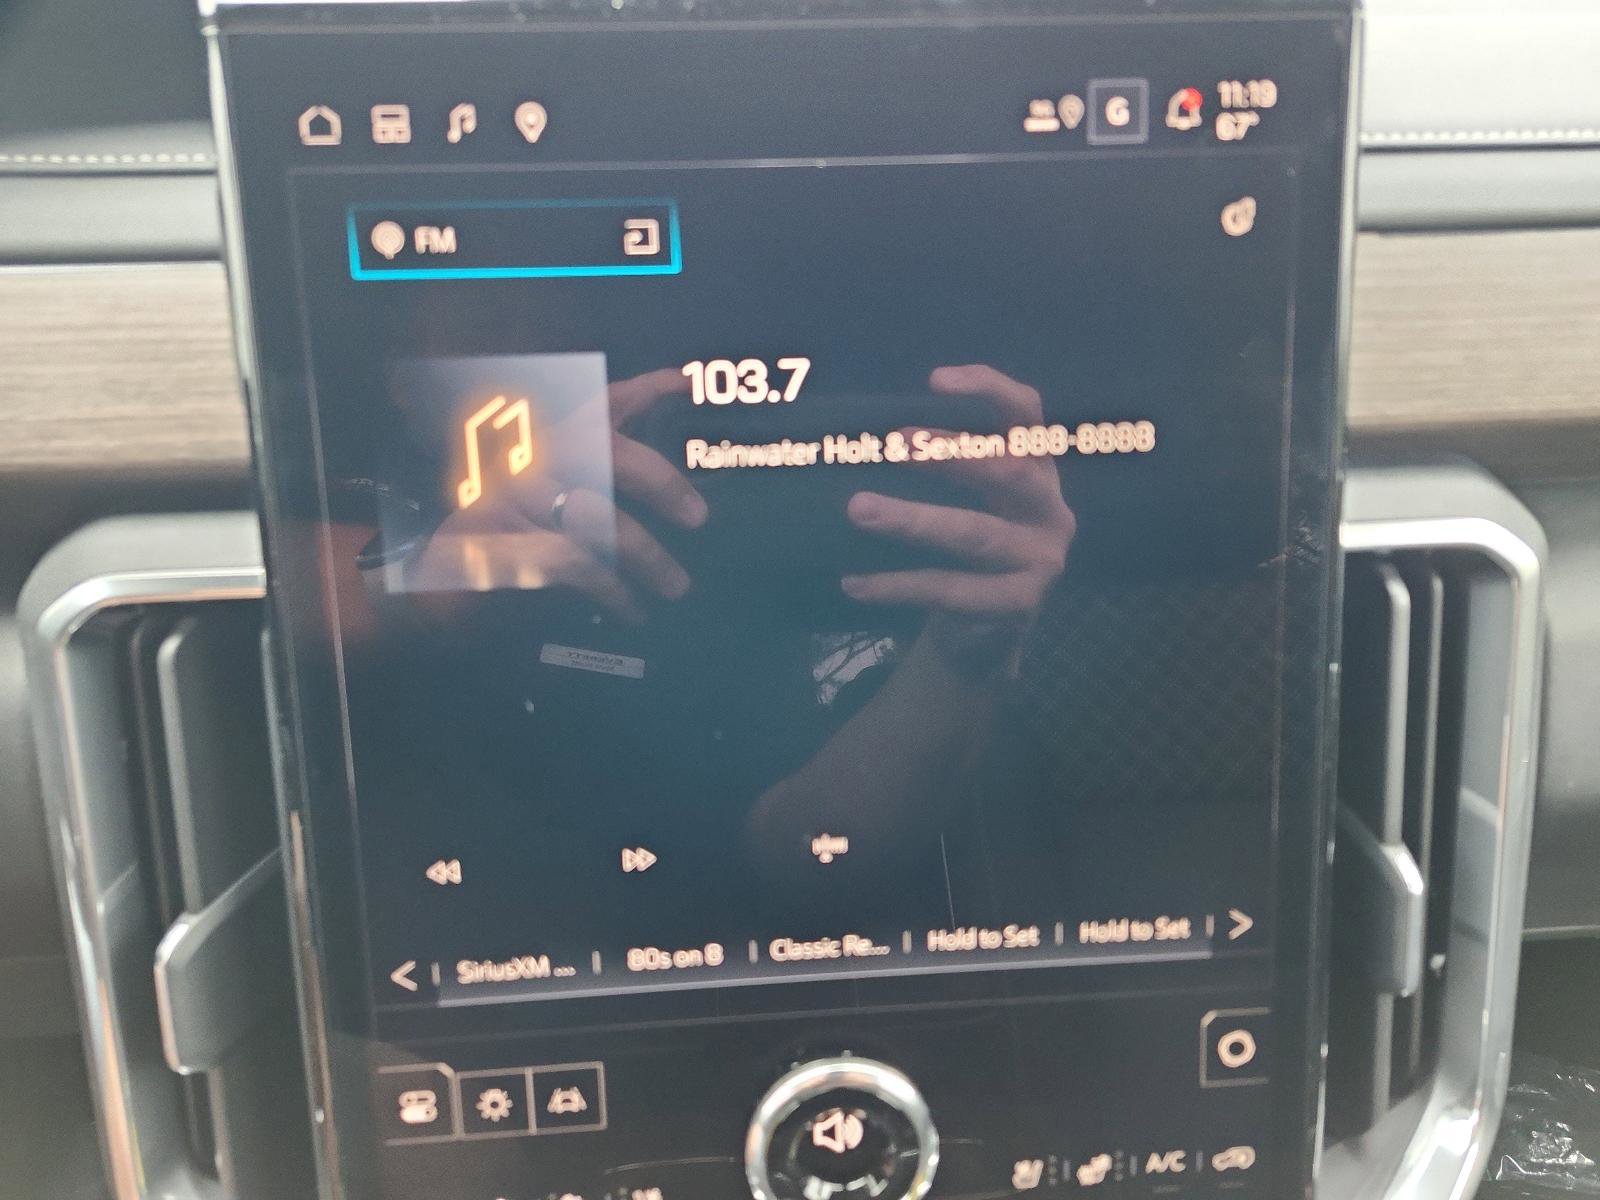 G
11:19
67°
FM
103.7
Rainwater Holt & Sexton 888-8888
SiriusXM ... | 80s on 8 | Classic Re... | Hold to Set | Hold to Set
A/C